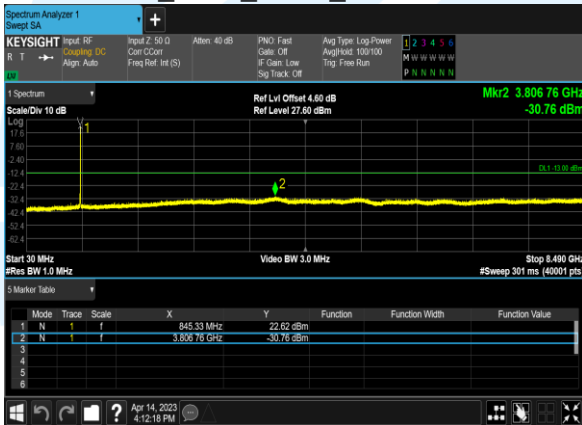 Spectrum Analyzer 1
Swept SA
+
KEYSIGHT Input: RF Input Z: 50 Ω Atten: 40 dB PNO: Fast Avg Type: Log-Power 1 2 3 4 5 6
R T Coupling: DC Corr CCorr Gate: Off Avg|Hold: 100/100 M W W W W W
Align: Auto Freq Ref: Int (S) IF Gain: Low Trig: Free Run
Sig Track: Off P N N N N N
1 Spectrum
Ref Lvl Offset 4.60 dB Mkr2 3.806 76 GHz
Scale/Div 10 dB Ref Level 27.60 dBm -30.76 dBm
Log
17.6
7.60
-2.40
-12.4
-22.4
-32.4
-42.4
-52.4
-62.4
1
2
DL1 -13.00 dBm
Start 30 MHz Video BW 3.0 MHz Stop 8.490 GHz
#Res BW 1.0 MHz #Sweep 301 ms (40001 pts)
5 Marker Table
Mode Trace Scale X Y Function Function Width Function Value
1 N 1 f 845.33 MHz 22.62 dBm
2 N 1 f 3.806 76 GHz -30.76 dBm
3
4
5
6
? Apr 14, 2023
4:12:18 PM